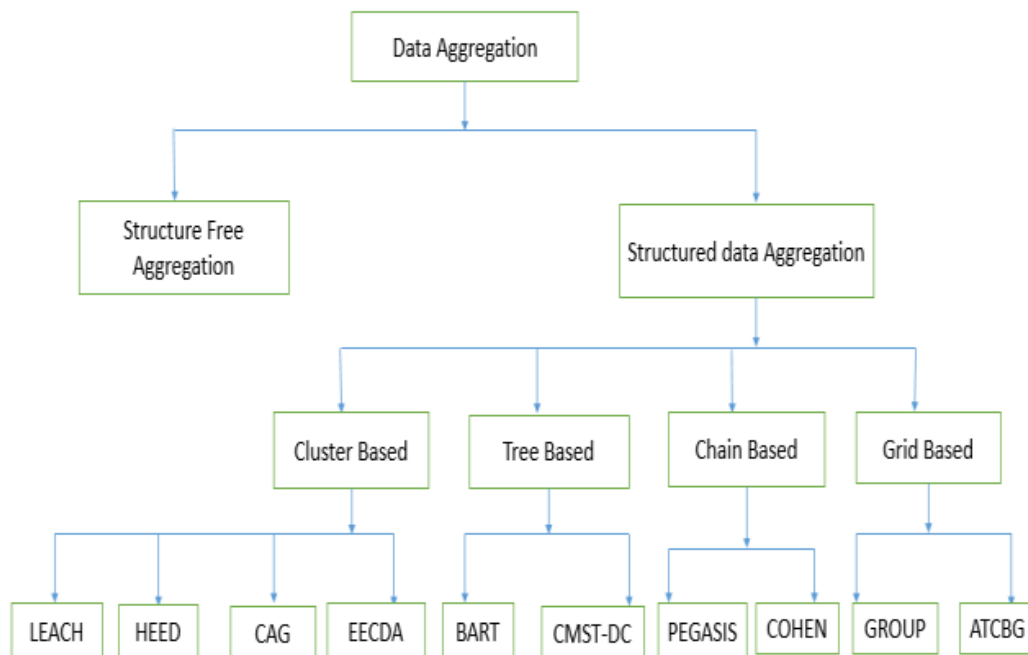 Data Aggregation
Structure Free
Aggregation
Structured data Aggregation
Cluster Based
Tree Based
Chain Based
Grid Based
LEACH
HEED
CAG
EECDA
BART
CMST-DC
PEGASIS
COHEN
GROUP
ATCBG